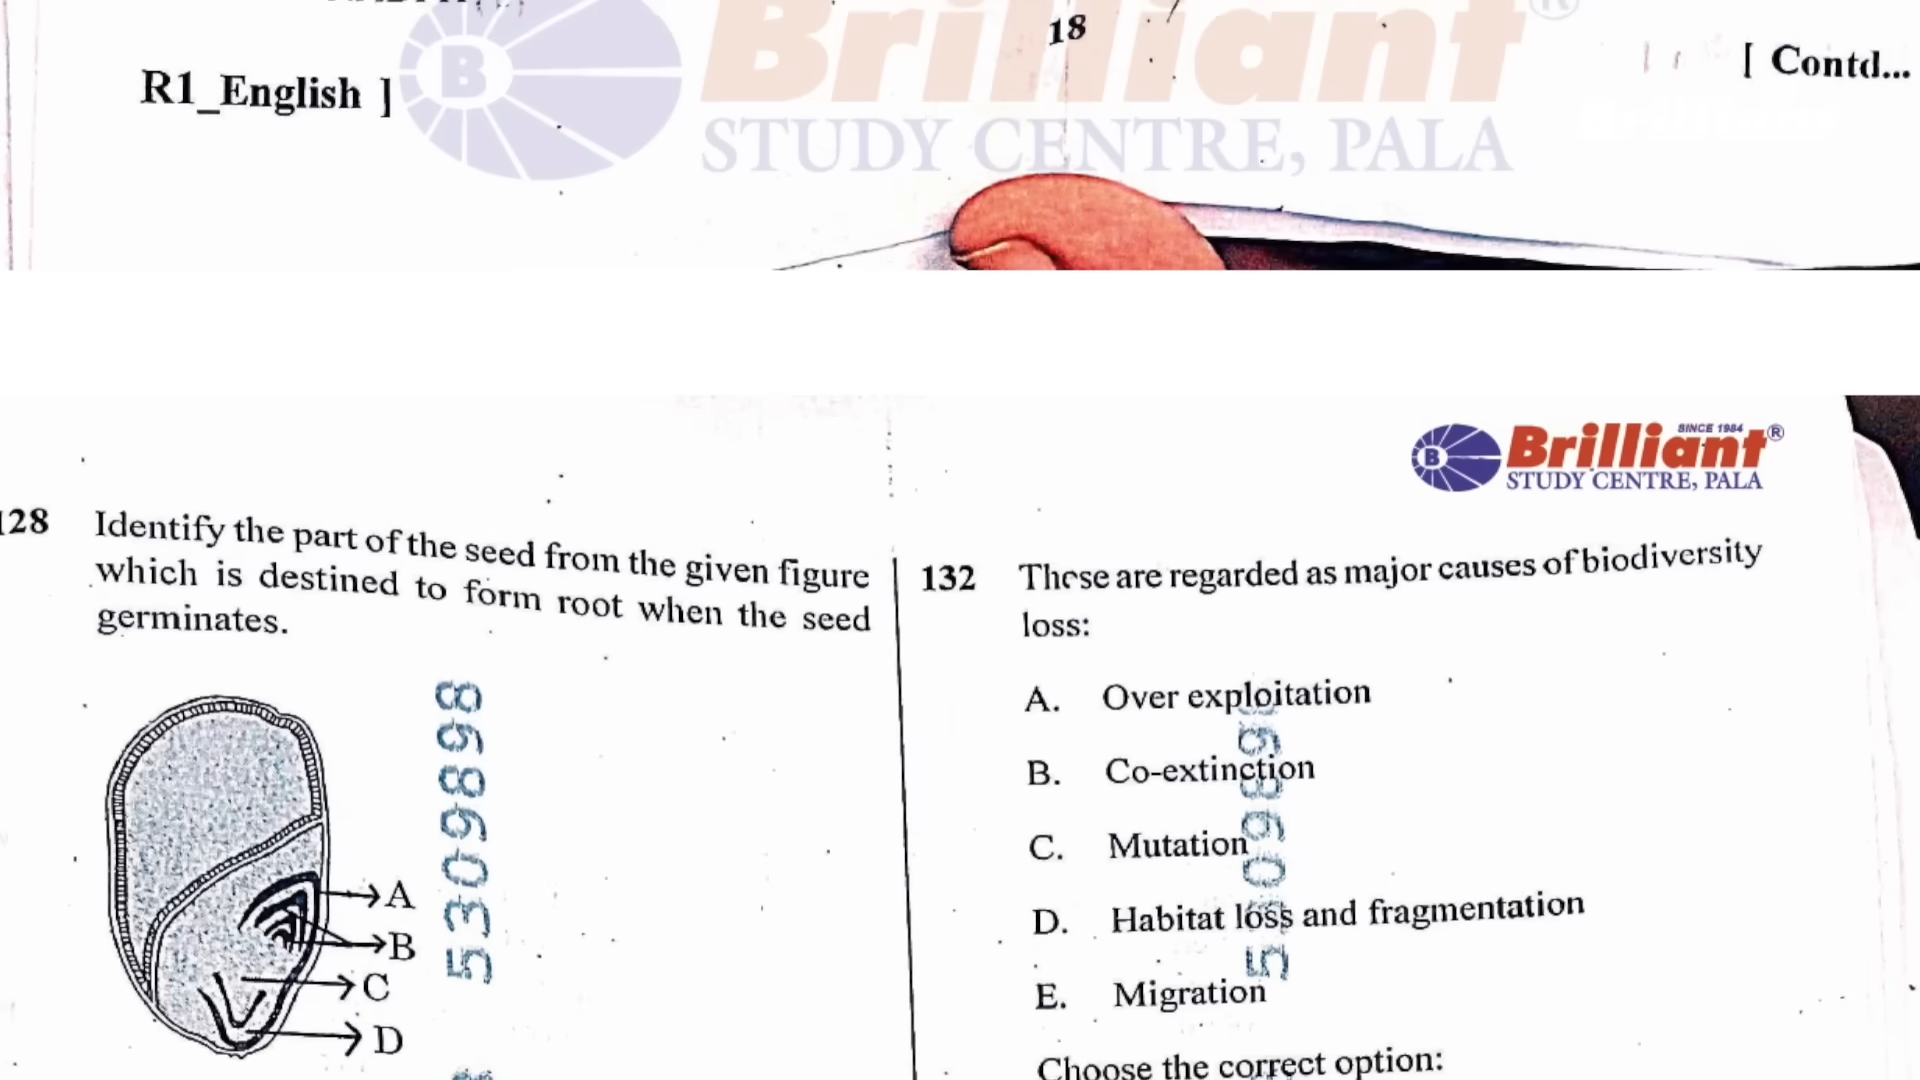 18
R1_English ]
[ Contd...
B
Brilliant
STUDY CENTRE, PALA
SINCE 1984
B Brilliant®
STUDY CENTRE, PALA
128 Identify the part of the seed from the given figure
which is destined to form root when the seed
germinates.
A
B
C
D
5309898
132 These are regarded as major causes of biodiversity
loss:
A. Over exploitation
B. Co-extinction
C. Mutation
D. Habitat loss and fragmentation
E. Migration
Choose the correct option: